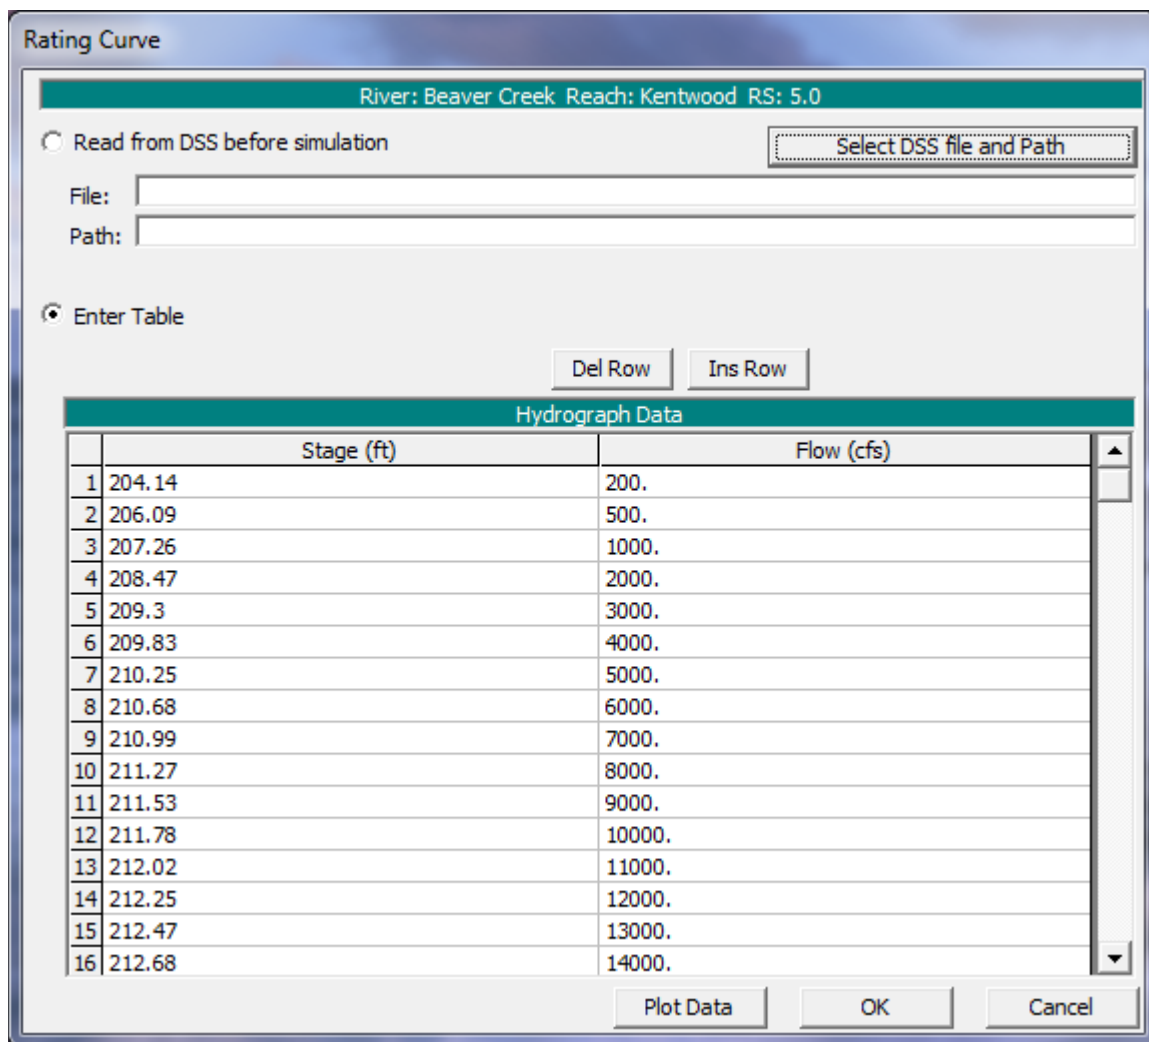 Rating Curve
River: Beaver Creek Reach: Kentwood RS: 5.0
Read from DSS before simulation
Select DSS file and Path
File:
Path:
Enter Table
Del Row Ins Row
Hydrograph Data
Stage (ft) Flow (cfs)
1 204.14 200.
2 206.09 500.
3 207.26 1000.
4 208.47 2000.
5 209.3 3000.
6 209.83 4000.
7 210.25 5000.
8 210.68 6000.
9 210.99 7000.
10 211.27 8000.
11 211.53 9000.
12 211.78 10000.
13 212.02 11000.
14 212.25 12000.
15 212.47 13000.
16 212.68 14000.
Plot Data OK Cancel